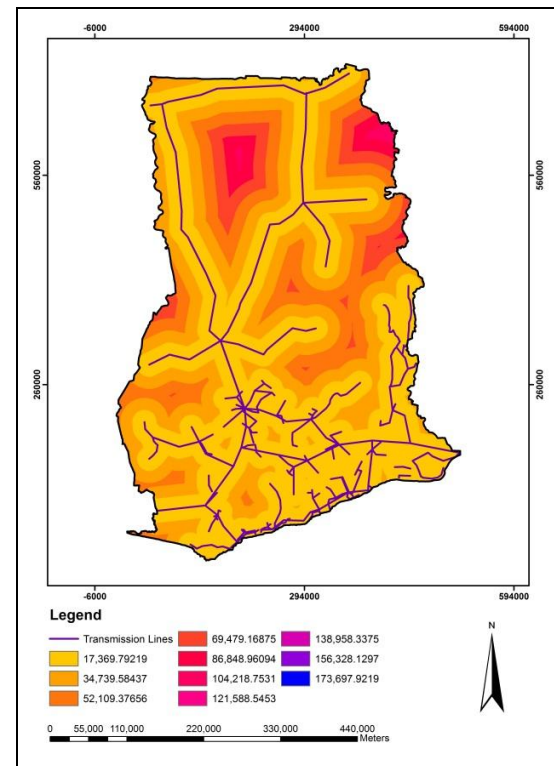 -6000 294000 594000
560000 560000
260000 260000
Legend
Transmission Lines
17,369.79219
34,739.58437
52,109.37656
69,479.16875
86,848.96094
104,218.7531
121,588.5453
138,958.3375
156,328.1297
173,697.9219
N
0 55,000 110,000 220,000 330,000 440,000
Meters
-6000 294000 594000